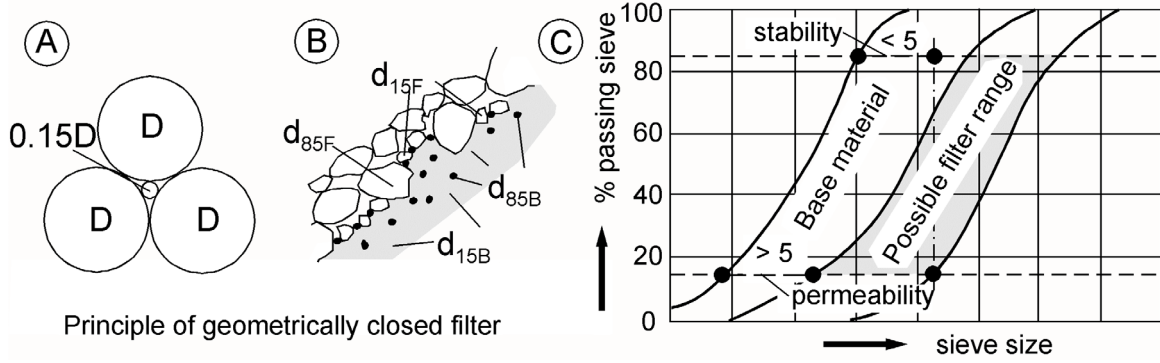 A
D
0.15D
D
D
B
d15F
d85F
d85B
d15B
Principle of geometrically closed filter
C
% passing sieve
100
80
60
40
20
0
stability
< 5
Base material
Possible filter range
> 5
permeability
sieve size